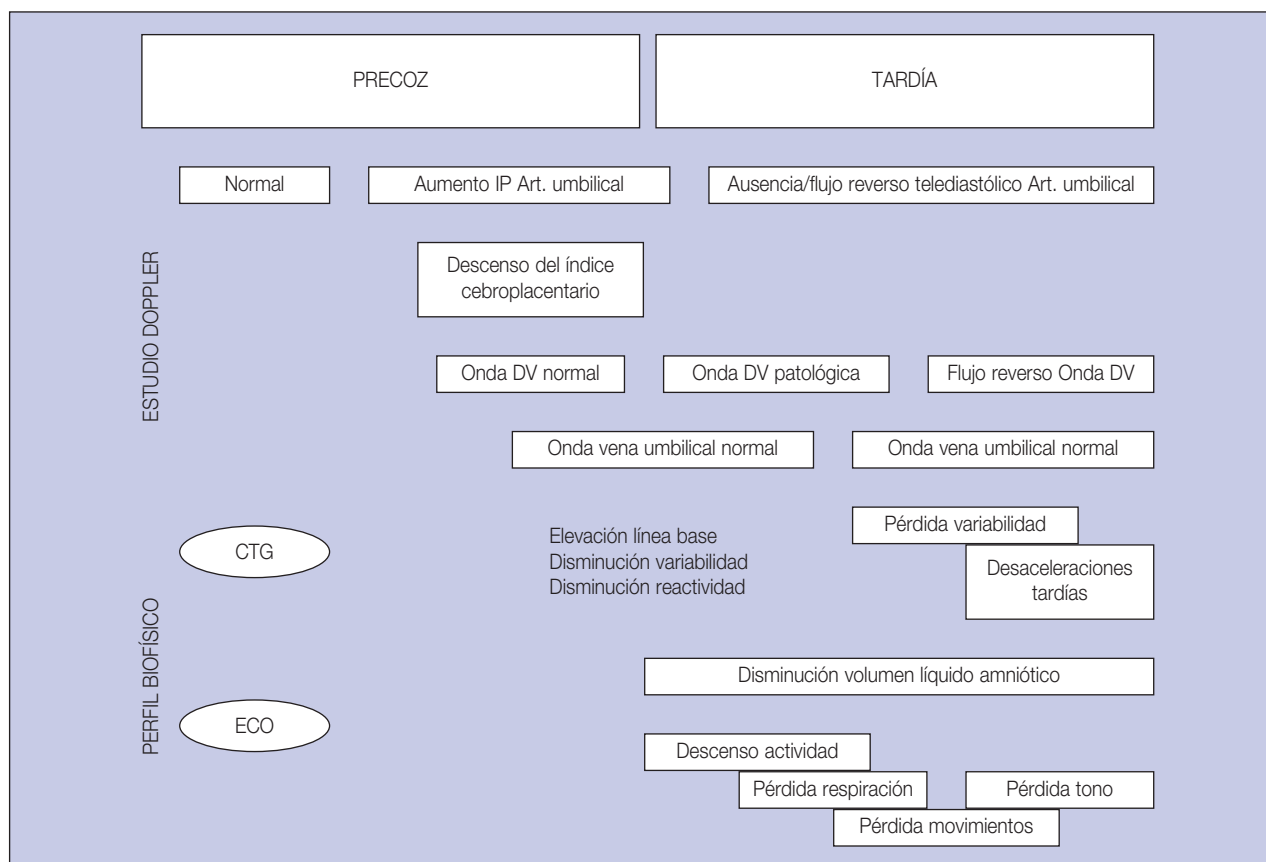 PRECOZ
TARDÍA
Normal
Aumento IP Art. umbilical
Ausencia/flujo reverso telediastólico Art. umbilical
ESTUDIO DOPPLER
Descenso del índice
cebroplacentario
Onda DV normal
Onda DV patológica
Flujo reverso Onda DV
Onda vena umbilical normal
Onda vena umbilical normal
PERFIL BIOFÍSICO
CTG
Elevación línea base
Disminución variabilidad
Disminución reactividad
Pérdida variabilidad
Desaceleraciones
tardías
ECO
Disminución volumen líquido amniótico
Descenso actividad
Pérdida respiración
Pérdida tono
Pérdida movimientos